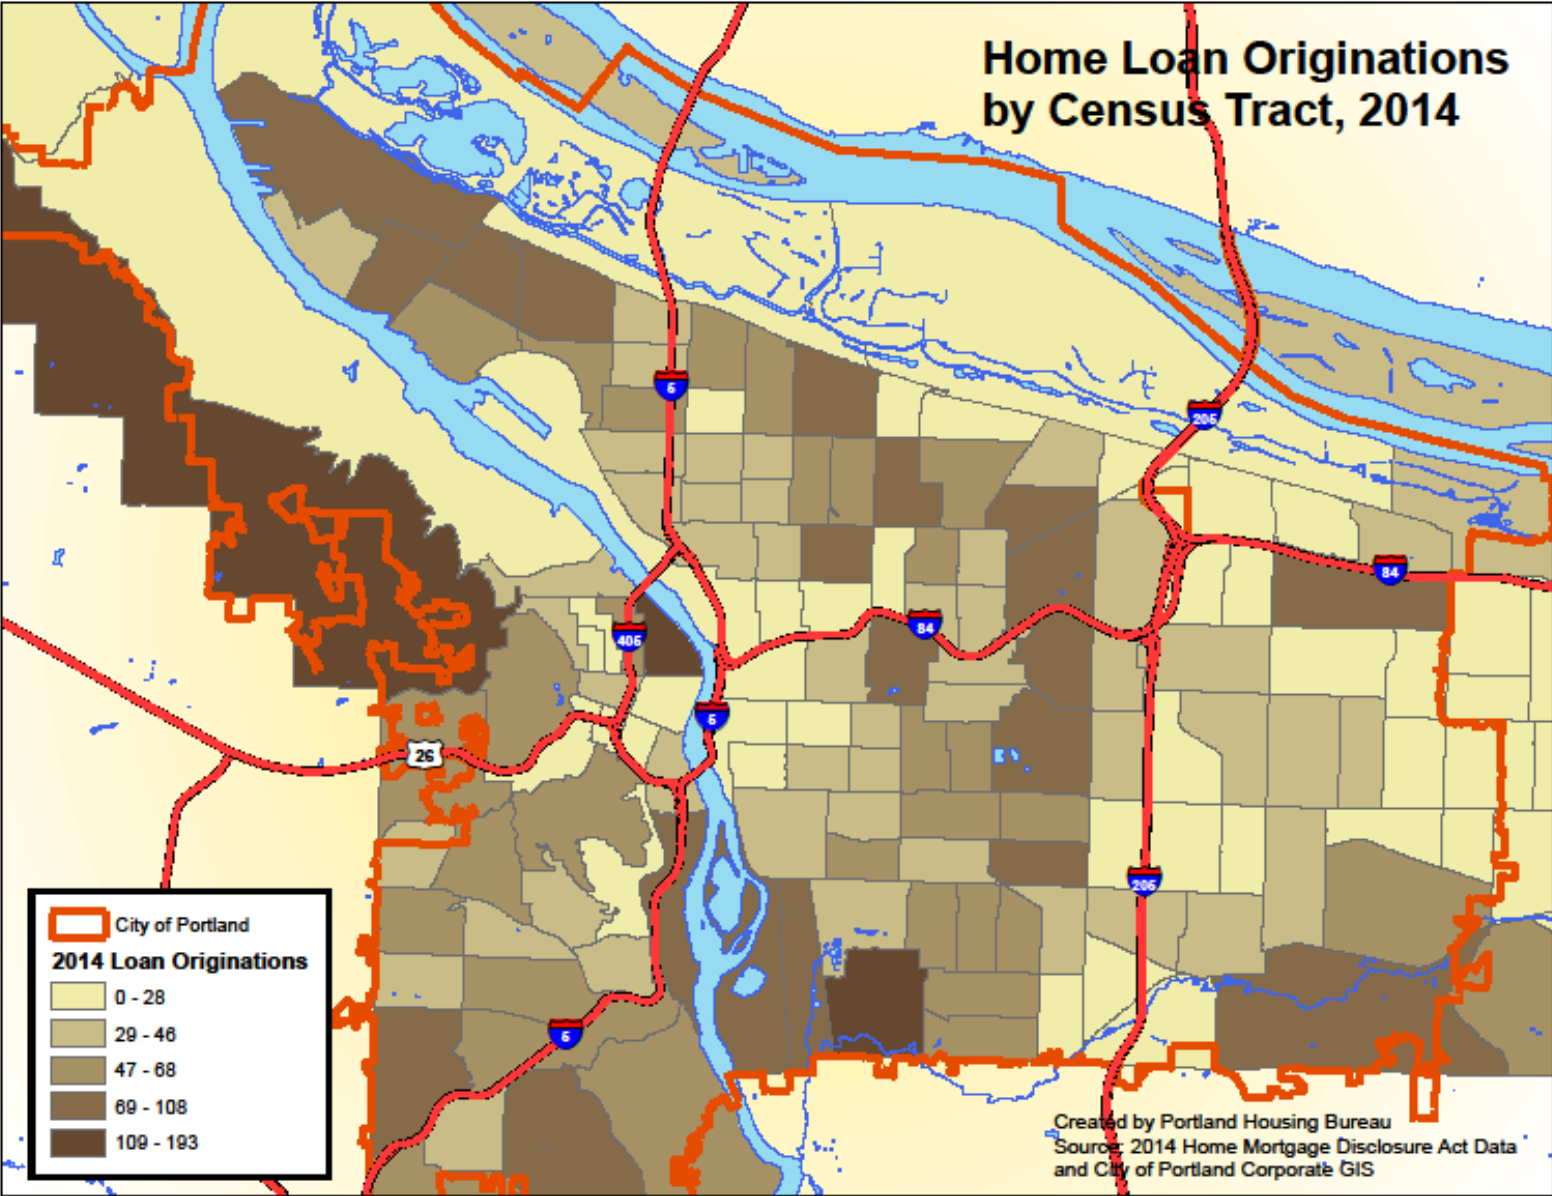 Home Loan Originations
by Census Tract, 2014
5
205
84
84
405
5
26
205
5
City of Portland
2014 Loan Originations
0 - 28
29 - 46
47 - 68
69 - 108
109 - 193
Created by Portland Housing Bureau
Source: 2014 Home Mortgage Disclosure Act Data
and City of Portland Corporate GIS